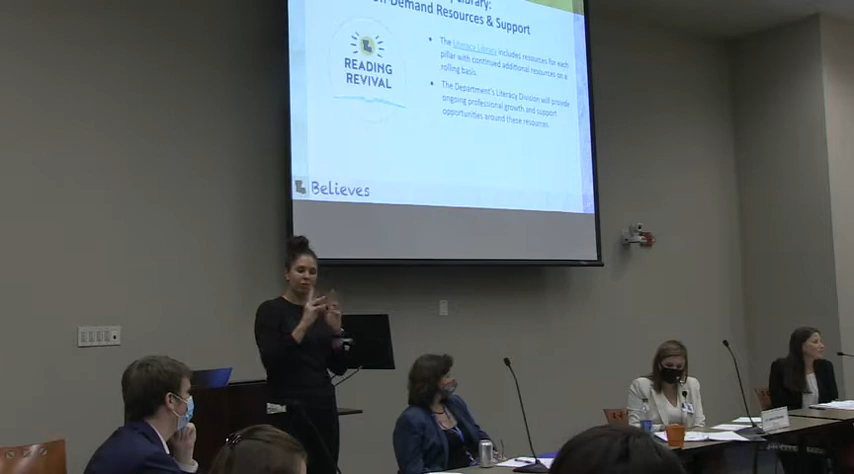 Library:
Demand Resources & Support
READING
REVIVAL
• The Literacy Library includes resources for each
pillar with continued additional resources on a
rolling basis.
• The Department's Literacy Division will provide
ongoing professional growth and support
opportunities around these resources.
Believes